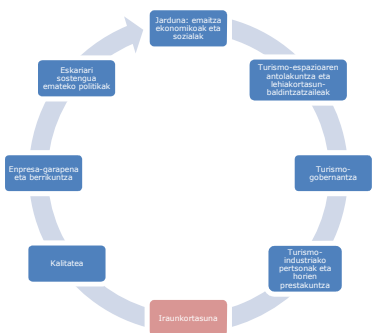 Jarduna: emaitza
ekonomikoak eta
sozialak
Turismo-espazioaren
antolakuntza eta
lehiakortasun-
baldintzatzaileak
Turismo-
gobernantza
Turismo-
industriako
pertsonak eta
horien
prestakuntza
Iraunkortasuna
Kalitatea
Enpresa-garapena
eta berrikuntza
Eskariari
sostengua
emateko politikak